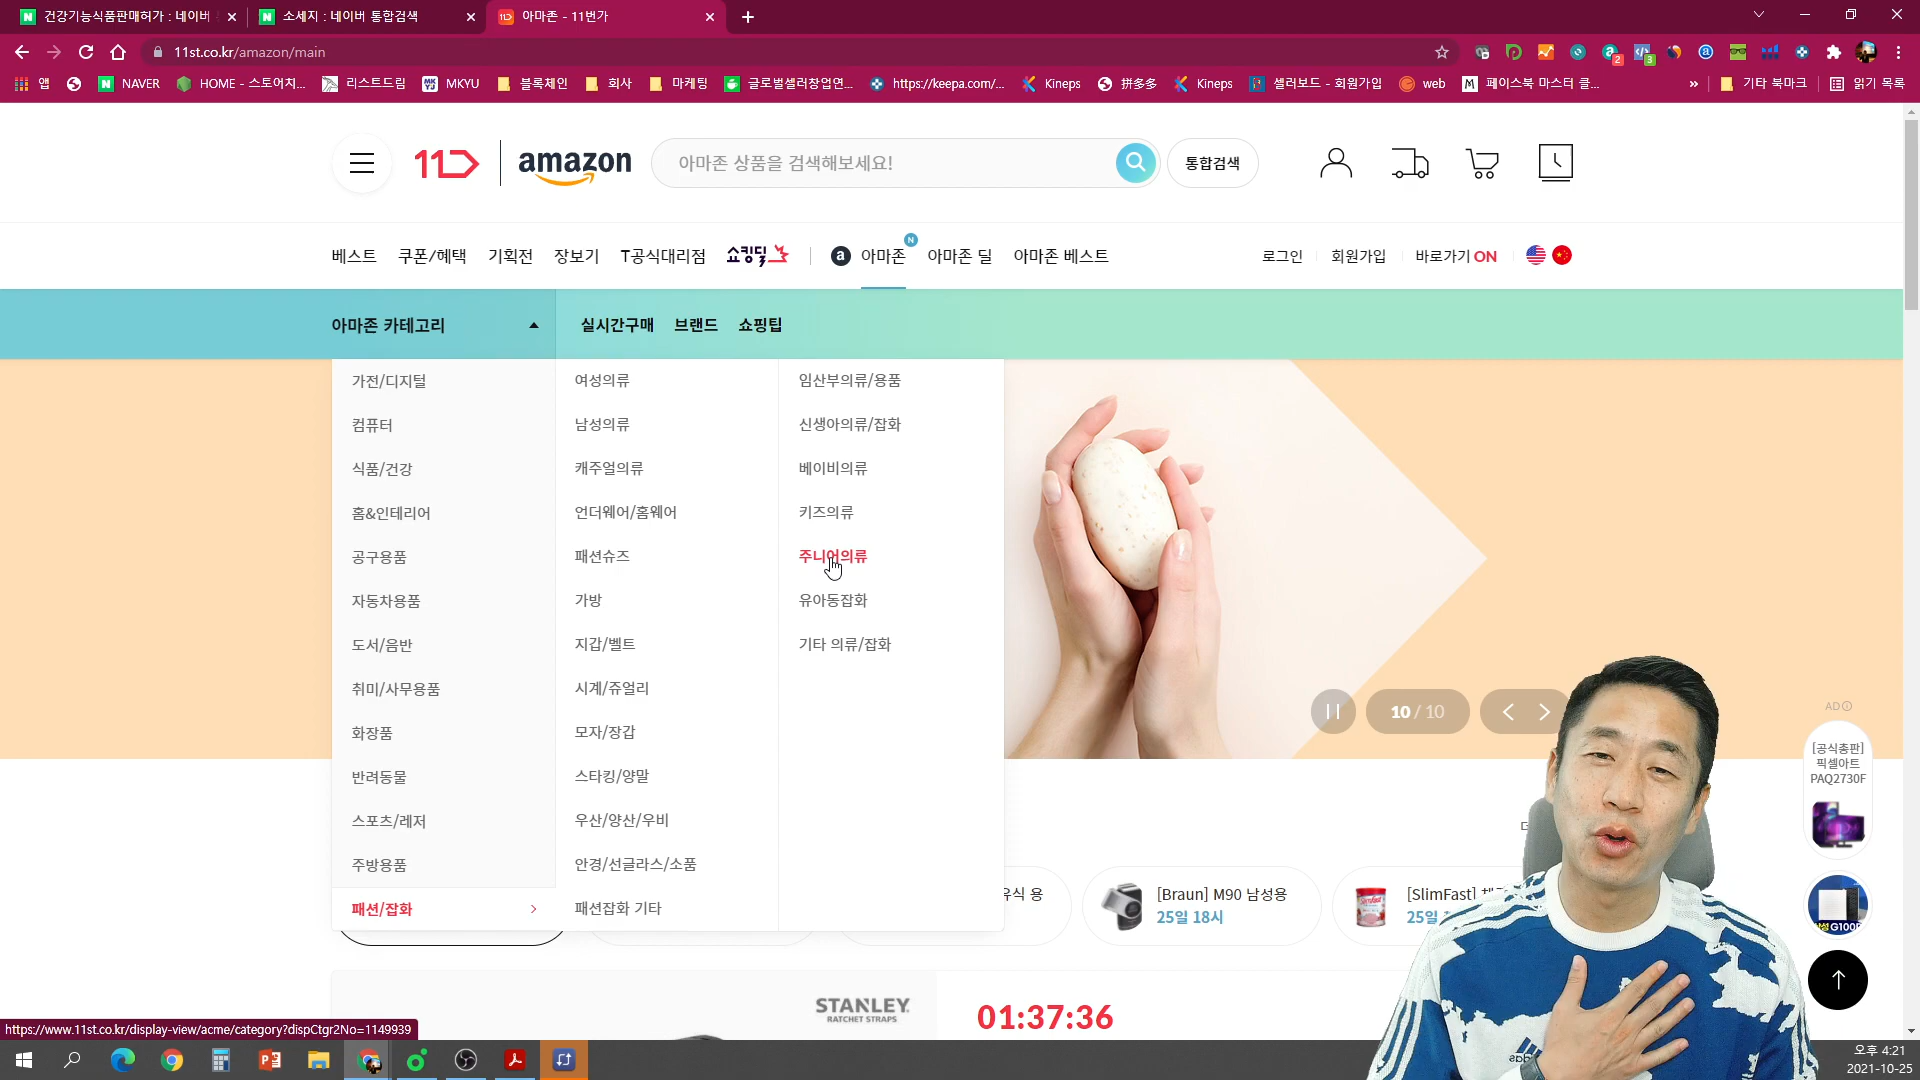 건강기능식품판매허가 : 네이버
소세지 : 네이버 통합검색
아마존 - 11번가
11st.co.kr/amazon/main
앱
NAVER
HOME - 스토어치...
리스트드림
MKYU
블록체인
회사
마케팅
글로벌셀러창업연...
https://keepa.com/...
Kineps
拼多多
Kineps
셀러보드 - 회원가입
web
페이스북 마스터 클...
»
기타 북마크
읽기 목록
11
amazon
아마존 상품을 검색해보세요!
통합검색
베스트
쿠폰/혜택
기획전
장보기
T공식대리점
쇼킹딜
아마존
아마존 딜
아마존 베스트
로그인
회원가입
바로가기 ON
아마존 카테고리
실시간구매
브랜드
쇼핑팁
가전/디지털
컴퓨터
식품/건강
홈&인테리어
공구용품
자동차용품
도서/음반
취미/사무용품
화장품
반려동물
스포츠/레저
주방용품
패션/잡화
여성의류
남성의류
캐주얼의류
언더웨어/홈웨어
패션슈즈
가방
지갑/벨트
시계/쥬얼리
모자/장갑
스타킹/양말
우산/양산/우비
안경/선글라스/소품
패션잡화 기타
임산부의류/용품
신생아의류/잡화
베이비의류
키즈의류
주니어의류
유아동잡화
기타 의류/잡화
10 / 10
AD
[공식총판]
픽셀아트
PAQ2730F
G100
용
[Braun] M90 남성용
25일 18시
[SlimFast]
25일
STANLEY
RATCHET STRAPS
01:37:36
https://www.11st.co.kr/display-view/acme/category?dispCtgr2No=1149939
adidas
오후 4:21
2021-10-25